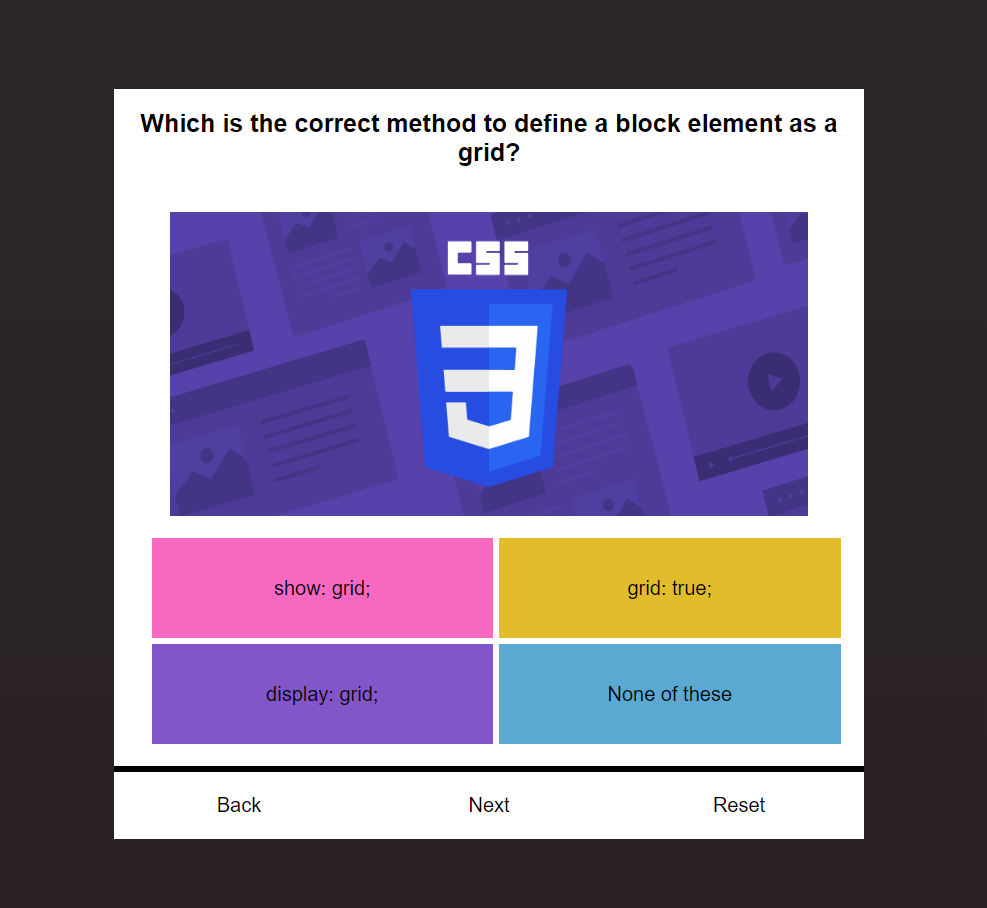 Which is the correct method to define a block element as a
grid?
CSS
3
show: grid;
grid: true;
display: grid;
None of these
Back
Next
Reset